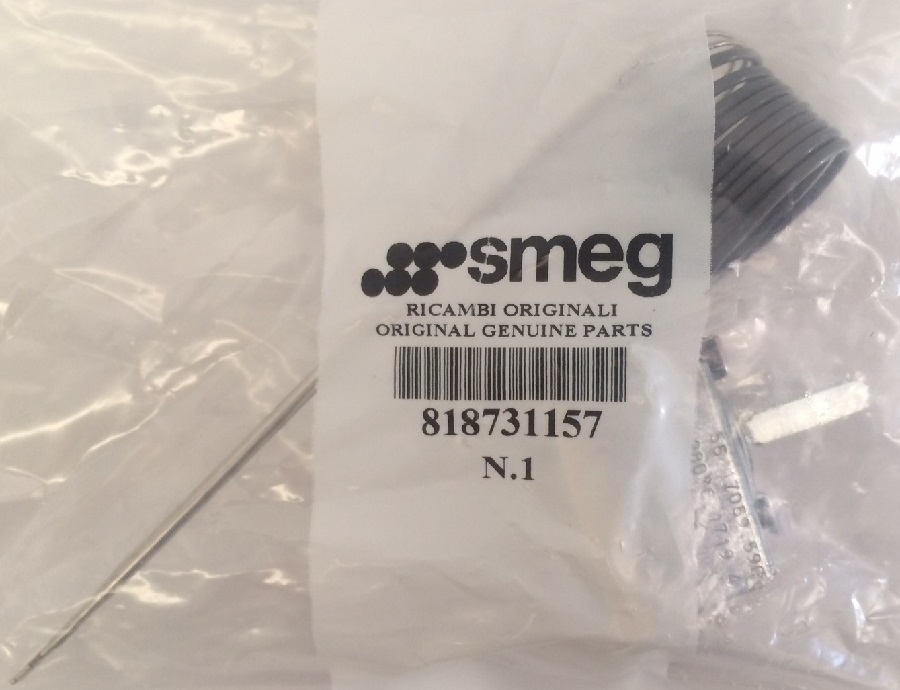 smeg
RICAMBI ORIGINALI
ORIGINAL GENUINE PARTS
818731157
N.1